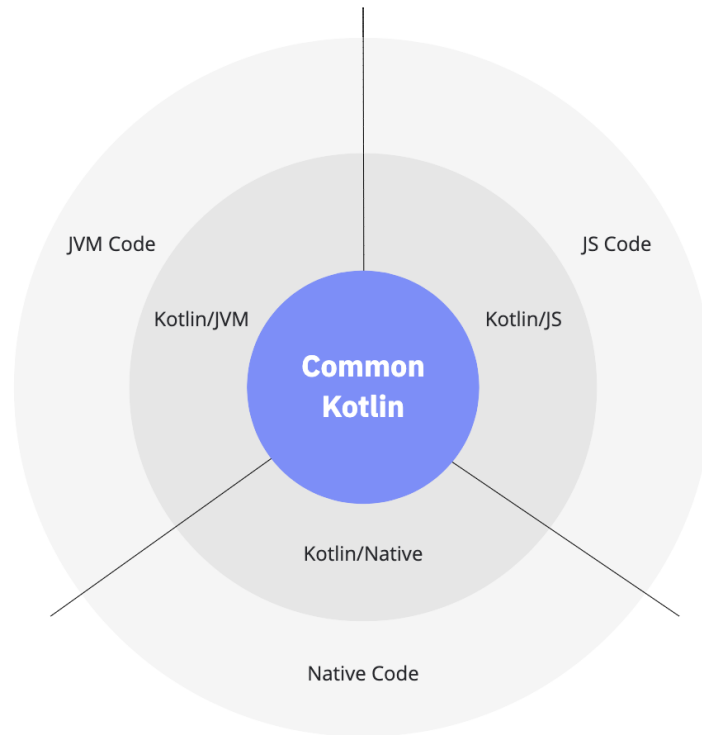 JVM Code
JS Code
Kotlin/JVM
Kotlin/JS
Common
Kotlin
Kotlin/Native
Native Code